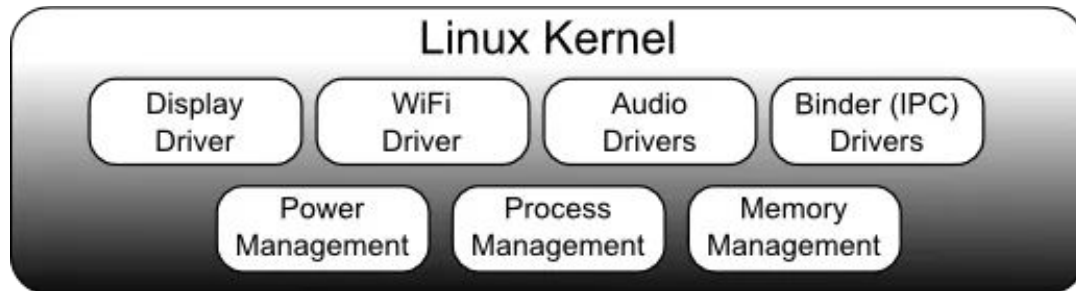 Linux Kernel
Display
Driver
WiFi
Driver
Audio
Drivers
Binder (IPC)
Drivers
Power
Management
Process
Management
Memory
Management